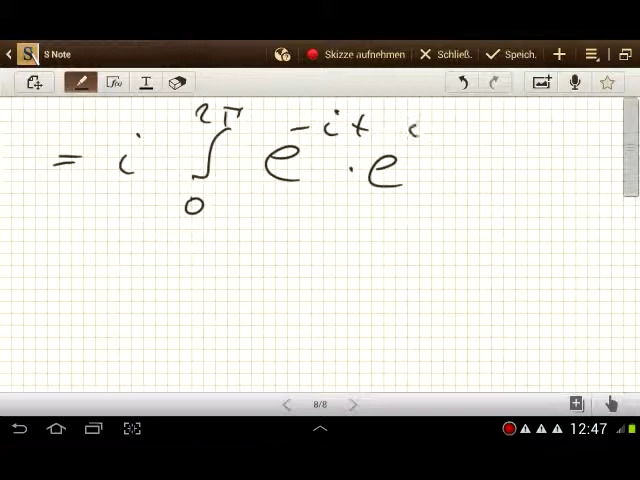 S Note
Skizze aufnehmen
Schließ.
Speich.
= i ∫₀^{2π} e^{-it} · e^{i
8/8
12:47